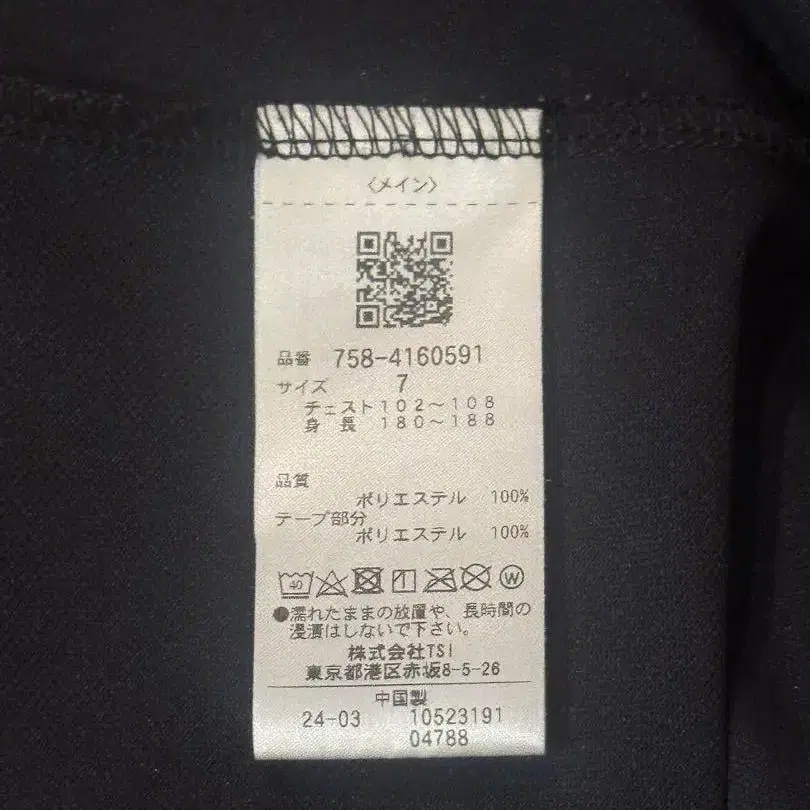 〈メイン〉
品番 758-4160591
サイズ 7
チェスト102～108
身長 180～188
品質
ポリエステル 100%
テープ部分
ポリエステル 100%
40 W
●濡れたままの放置や、長時間の
浸漬はしないで下さい。
株式会社TSI
東京都港区赤坂8-5-26
中国製
24-03 10523191
04788